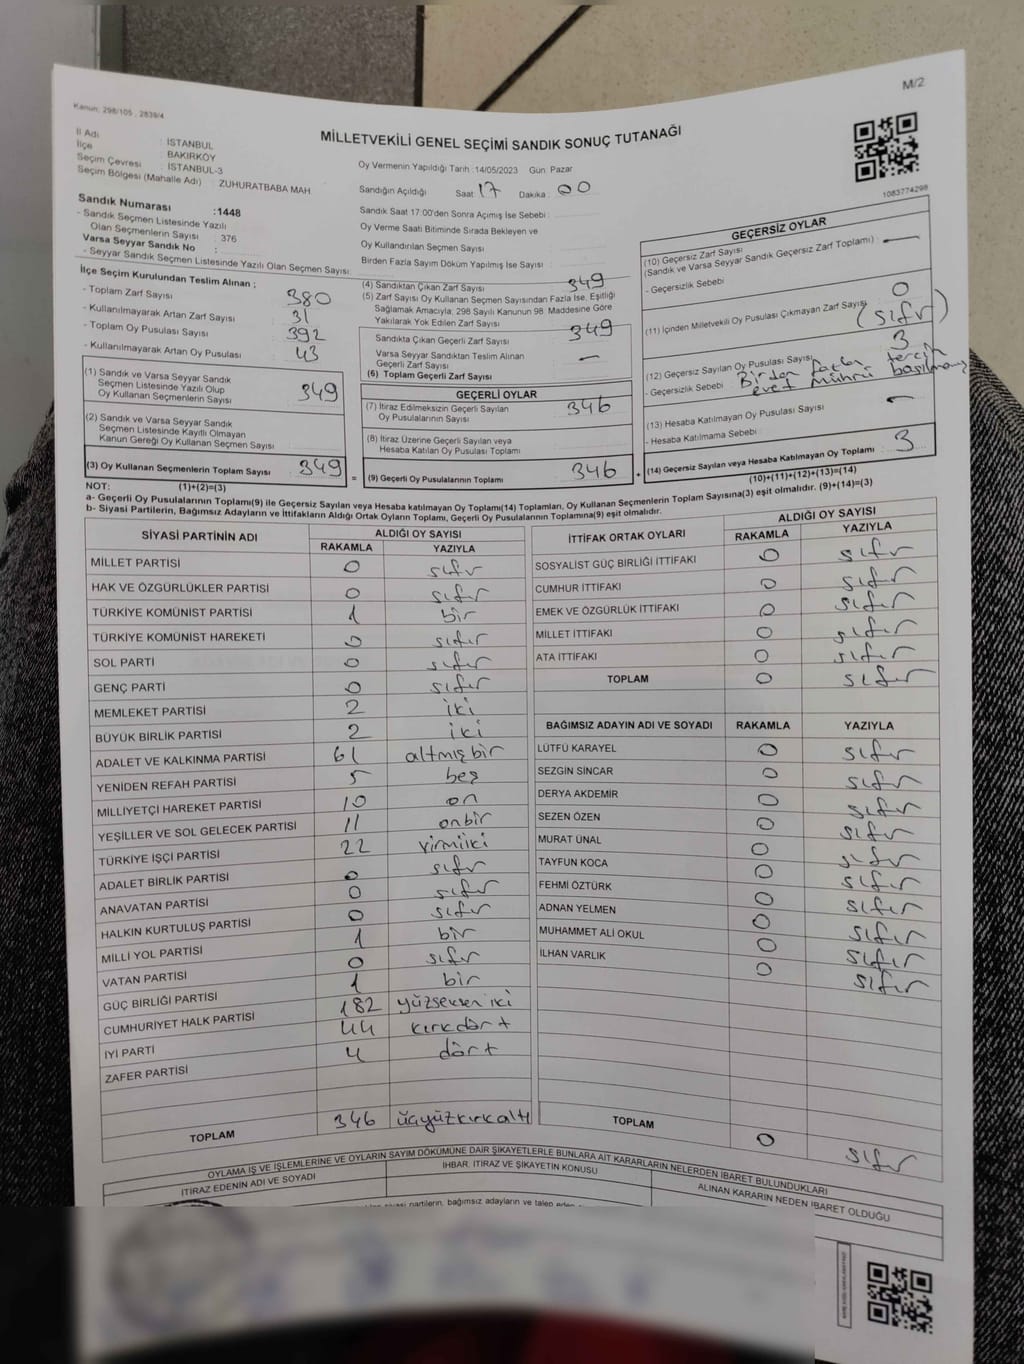 M/2
Kanun: 298/105 , 2839/4
MİLLETVEKİLİ GENEL SEÇİMİ SANDIK SONUÇ TUTANAĞI
İl Adı : İSTANBUL
İlçe : BAKIRKÖY
Seçim Çevresi : İSTANBUL-3
Seçim Bölgesi (Mahalle Adı) : ZUHURATBABA MAH
Oy Vermenin Yapıldığı Tarih :14/05/2023 Gün: Pazar
1083774298
Sandık Numarası :1448
- Sandık Seçmen Listesinde Yazılı
Olan Seçmenlerin Sayısı : 376
Varsa Seyyar Sandık No :
- Seyyar Sandık Seçmen Listesinde Yazılı Olan Seçmen Sayısı :
Sandığın Açıldığı Saat : 17 Dakika : 00
Sandık Saat 17.00'den Sonra Açımış İse Sebebi :
Oy Verme Saati Bitiminde Sırada Bekleyen ve
Oy Kullandırılan Seçmen Sayısı :
Birden Fazla Sayım Döküm Yapılmış İse Sayısı :
İlçe Seçim Kurulundan Teslim Alınan ;
- Toplam Zarf Sayısı 380
- Kullanılmayarak Artan Zarf Sayısı 31
- Toplam Oy Pusulası Sayısı 392
- Kullanılmayarak Artan Oy Pusulası 43
(1) Sandık ve Varsa Seyyar Sandık
Seçmen Listesinde Yazılı Olup
Oy Kullanan Seçmenlerin Sayısı 349
(2) Sandık ve Varsa Seyyar Sandık
Seçmen Listesinde Kayıtlı Olmayan
Kanun Gereği Oy Kullanan Seçmen Sayısı
(3) Oy Kullanan Seçmenlerin Toplam Sayısı 349
(4) Sandıktan Çıkan Zarf Sayısı 349
(5) Zarf Sayısı Oy Kullanan Seçmen Sayısından Fazla İse, Eşitliği
Sağlamak Amacıyla; 298 Sayılı Kanunun 98. Maddesine Göre
Yakılarak Yok Edilen Zarf Sayısı
Sandıkta Çıkan Geçerli Zarf Sayısı 349
Varsa Seyyar Sandıktan Teslim Alınan
Geçerli Zarf Sayısı —
(6) Toplam Geçerli Zarf Sayısı
GEÇERLİ OYLAR
(7) İtiraz Edilmeksizin Geçerli Sayılan
Oy Pusulalarının Sayısı 346
(8) İtiraz Üzerine Geçerli Sayılan veya
Hesaba Katılan Oy Pusulası Toplamı
= (9) Geçerli Oy Pusulalarının Toplamı 346 +
GEÇERSİZ OYLAR
(10) Geçersiz Zarf Sayısı
(Sandık ve Varsa Seyyar Sandık Geçersiz Zarf Toplamı) : —
- Geçersizlik Sebebi
(11) İçinden Milletvekili Oy Pusulası Çıkmayan Zarf Sayısı 0 (sıfır)
(12) Geçersiz Sayılan Oy Pusulası Sayısı 3
- Geçersizlik Sebebi Birden fazla tercih
evet mührü basılmış
(13) Hesaba Katılmayan Oy Pusulası Sayısı —
- Hesaba Katılmama Sebebi
(14) Geçersiz Sayılan veya Hesaba Katılmayan Oy Toplamı 3
(10)+(11)+(12)+(13)=(14)
NOT: (1)+(2)=(3)
a- Geçerli Oy Pusulalarının Toplamı(9) ile Geçersiz Sayılan veya Hesaba katılmayan Oy Toplamı(14) Toplamları, Oy Kullanan Seçmenlerin Toplam Sayısına(3) eşit olmalıdır. (9)+(14)=(3)
b- Siyasi Partilerin, Bağımsız Adayların ve İttifakların Aldığı Ortak Oyların Toplamı, Geçerli Oy Pusulalarının Toplamına(9) eşit olmalıdır.
SİYASİ PARTİNİN ADI ALDIĞI OY SAYISI
RAKAMLA YAZIYLA
MİLLET PARTİSİ 0 sıfır
HAK VE ÖZGÜRLÜKLER PARTİSİ 0 sıfır
TÜRKİYE KOMÜNİST PARTİSİ 1 bir
TÜRKİYE KOMÜNİST HAREKETİ 0 sıfır
SOL PARTİ 0 sıfır
GENÇ PARTİ 0 sıfır
MEMLEKET PARTİSİ 2 iki
BÜYÜK BİRLİK PARTİSİ 2 iki
ADALET VE KALKINMA PARTİSİ 61 altmışbir
YENİDEN REFAH PARTİSİ 5 beş
MİLLİYETÇİ HAREKET PARTİSİ 10 on
YEŞİLLER VE SOL GELECEK PARTİSİ 11 onbir
TÜRKİYE İŞÇİ PARTİSİ 22 yirmiiki
ADALET BİRLİK PARTİSİ 0 sıfır
ANAVATAN PARTİSİ 0 sıfır
HALKIN KURTULUŞ PARTİSİ 0 sıfır
MİLLİ YOL PARTİSİ 1 bir
VATAN PARTİSİ 0 sıfır
GÜÇ BİRLİĞİ PARTİSİ 1 bir
CUMHURİYET HALK PARTİSİ 182 yüzseksen iki
İYİ PARTİ 44 kırkdört
ZAFER PARTİSİ 4 dört
TOPLAM 346 üçyüzkırkaltı
İTTİFAK ORTAK OYLARI ALDIĞI OY SAYISI
RAKAMLA YAZIYLA
SOSYALİST GÜÇ BİRLİĞİ İTTİFAKI 0 sıfır
CUMHUR İTTİFAKI 0 sıfır
EMEK VE ÖZGÜRLÜK İTTİFAKI 0 sıfır
MİLLET İTTİFAKI 0 sıfır
ATA İTTİFAKI 0 sıfır
TOPLAM 0 sıfır
BAĞIMSIZ ADAYIN ADI VE SOYADI RAKAMLA YAZIYLA
LÜTFÜ KARAYEL 0 sıfır
SEZGİN SİNCAR 0 sıfır
DERYA AKDEMİR 0 sıfır
SEZEN ÖZEN 0 sıfır
MURAT ÜNAL 0 sıfır
TAYFUN KOCA 0 sıfır
FEHMİ ÖZTÜRK 0 sıfır
ADNAN YELMEN 0 sıfır
MUHAMMET ALİ OKUL 0 sıfır
İLHAN VARLIK 0 sıfır
TOPLAM 0 sıfır
OYLAMA İŞ VE İŞLEMLERİNE VE OYLARIN SAYIM DÖKÜMÜNE DAİR ŞİKAYETLERLE BUNLARA AİT KARARLARIN NELERDEN İBARET BULUNDUKLARI
İTİRAZ EDENİN ADI VE SOYADI
İHBAR, İTİRAZ VE ŞİKAYETİN KONUSU
ALINAN KARARIN NEDEN İBARET OLDUĞU
siyasi partilerin, bağımsız adayların ve talep eden